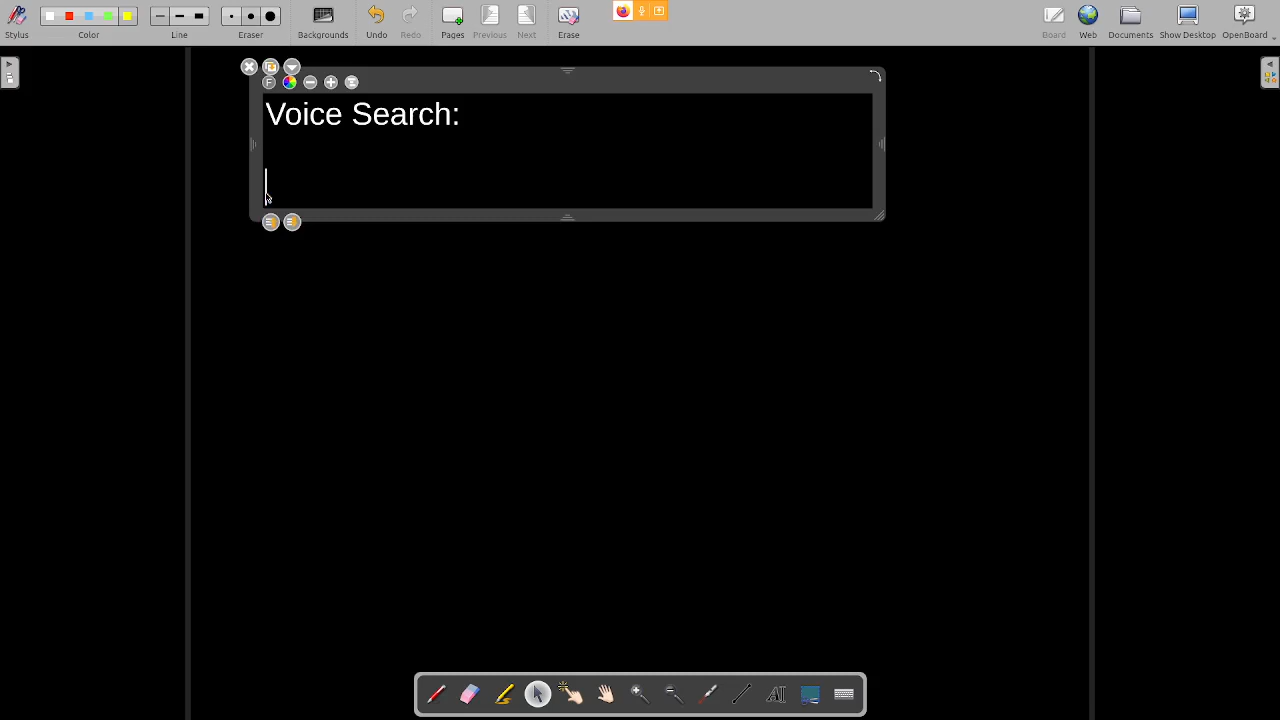 Stylus
Color
Line
Eraser
Backgrounds
Undo
Redo
Pages
Previous
Next
Erase
Board
Web
Documents
Show Desktop
OpenBoard
F
Voice Search:
AI